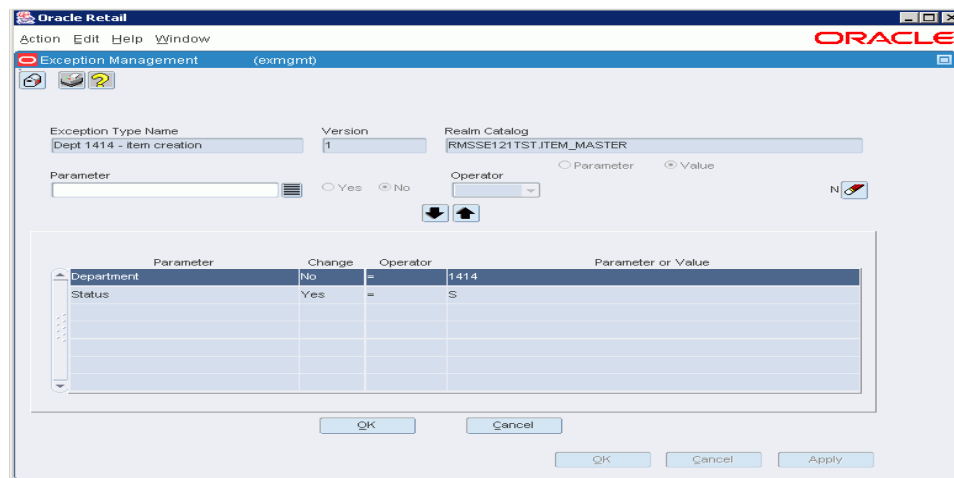 Oracle Retail
Action Edit Help Window
ORACLE
Exception Management (exmgmt)
Exception Type Name Version Realm Catalog
Dept 1414 - item creation 1 RMSSE121TST.ITEM_MASTER
Parameter Value
Parameter Operator
Yes No
N
Parameter Change Operator Parameter or Value
Department No = 1414
Status Yes = S
OK Cancel
OK Cancel Apply